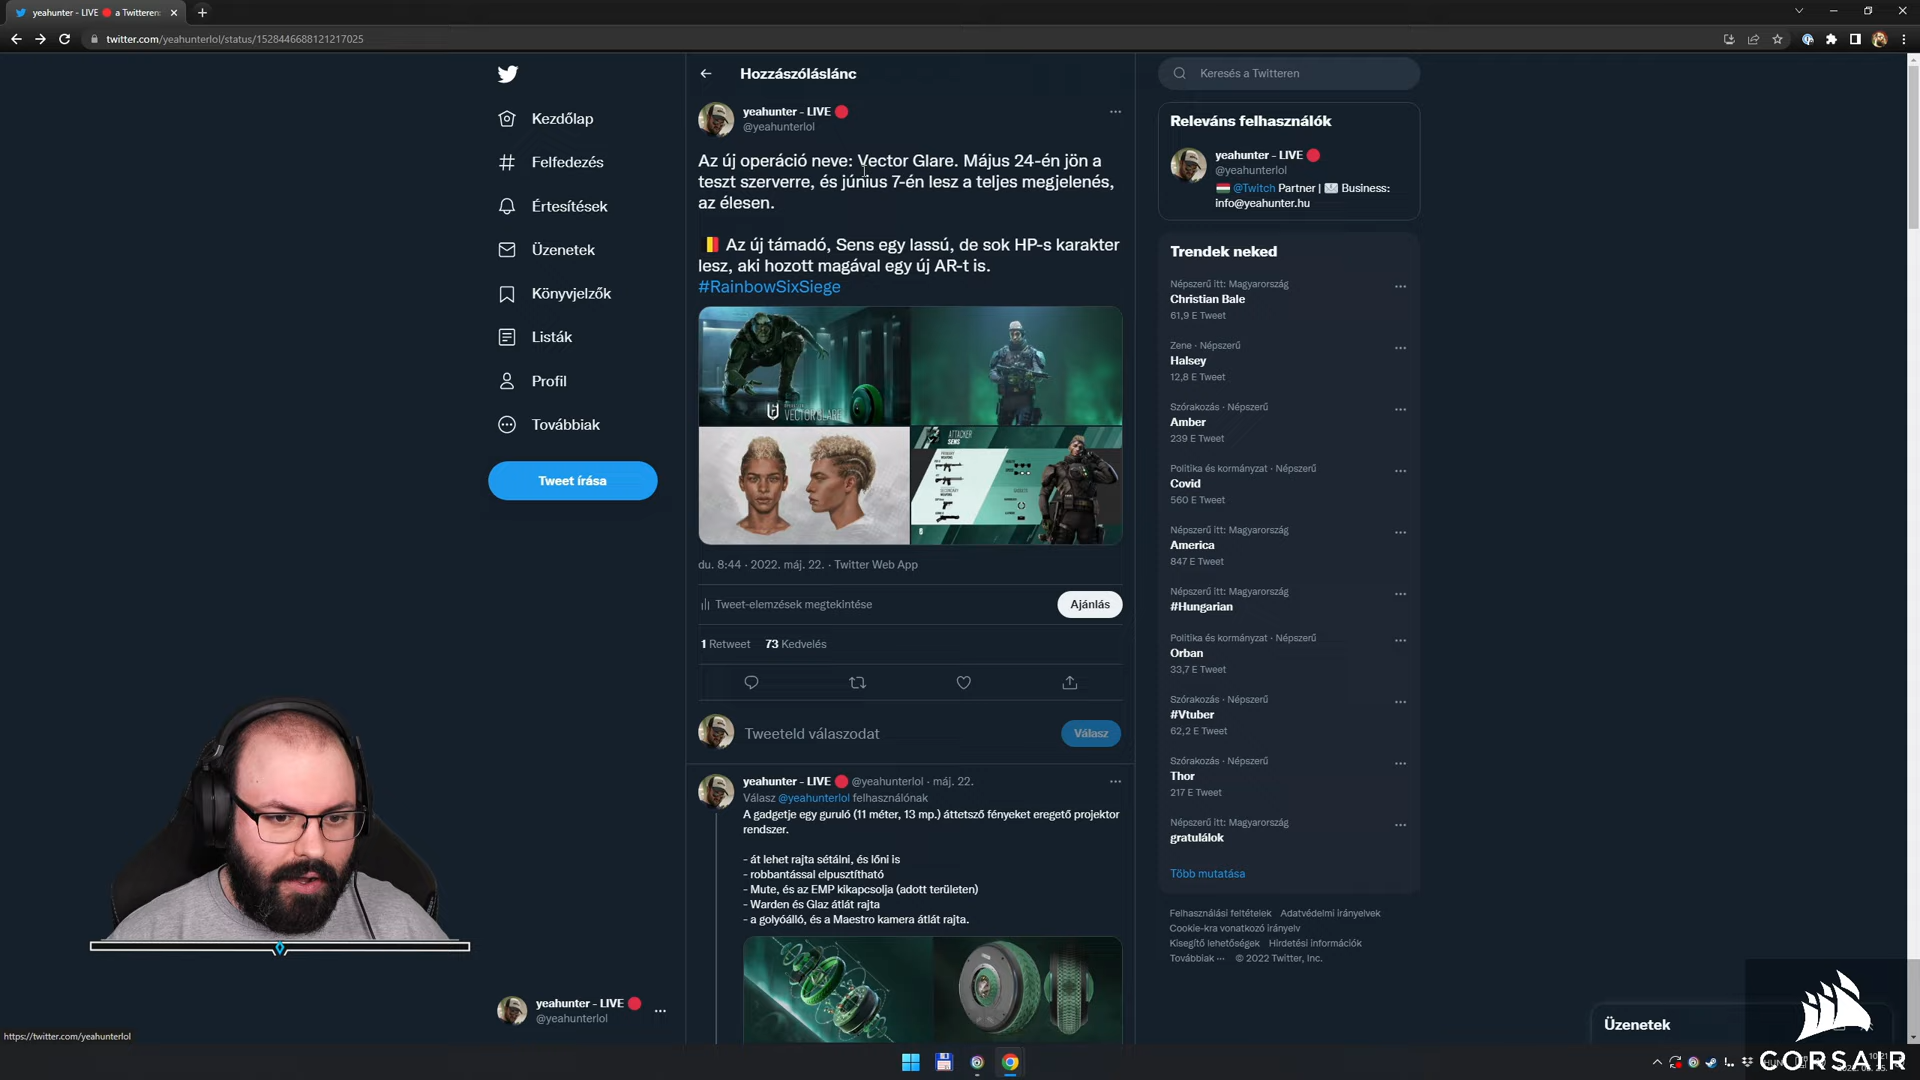 yeahunter - LIVE 🔴 a Twitteren:
twitter.com/yeahunterlol/status/1528446688121217025
Kezdőlap
Felfedezés
Értesítések
Üzenetek
Könyvjelzők
Listák
Profil
Továbbiak
Tweet írása
yeahunter - LIVE 🔴
@yeahunterlol
https://twitter.com/yeahunterlol
Hozzászóláslánc
yeahunter - LIVE 🔴
@yeahunterlol
Az új operáció neve: Vector Glare. Május 24-én jön a
teszt szerverre, és június 7-én lesz a teljes megjelenés,
az élesen.
🇧🇪 Az új támadó, Sens egy lassú, de sok HP-s karakter
lesz, aki hozott magával egy új AR-t is.
#RainbowSixSiege
VECTOR GLARE
ATTACKER
SENS
du. 8:44 · 2022. máj. 22. · Twitter Web App
Tweet-elemzések megtekintése
Ajánlás
1 Retweet 73 Kedvelés
Tweeteld válaszodat
Válasz
yeahunter - LIVE 🔴 @yeahunterlol · máj. 22.
Válasz @yeahunterlol felhasználónak
A gadgetje egy guruló (11 méter, 13 mp.) áttetsző fényeket eregető projektor
rendszer.
- át lehet rajta sétálni, és lőni is
- robbantással elpusztítható
- Mute, és az EMP kikapcsolja (adott területen)
- Warden és Glaz átlát rajta
- a golyóálló, és a Maestro kamera átlát rajta.
Keresés a Twitteren
Releváns felhasználók
yeahunter - LIVE 🔴
@yeahunterlol
🇭🇺 @Twitch Partner | ✉️ Business:
info@yeahunter.hu
Trendek neked
Népszerű itt: Magyarország
Christian Bale
61,9 E Tweet
Zene · Népszerű
Halsey
12,8 E Tweet
Szórakozás · Népszerű
Amber
239 E Tweet
Politika és kormányzat · Népszerű
Covid
560 E Tweet
Népszerű itt: Magyarország
America
847 E Tweet
Népszerű itt: Magyarország
#Hungarian
Politika és kormányzat · Népszerű
Orban
33,7 E Tweet
Szórakozás · Népszerű
#Vtuber
62,2 E Tweet
Szórakozás · Népszerű
Thor
217 E Tweet
Népszerű itt: Magyarország
gratulálok
Több mutatása
Felhasználási feltételek Adatvédelmi irányelvek
Cookie-kra vonatkozó irányelv
Kisegítő lehetőségek Hirdetési információk
Továbbiak ··· © 2022 Twitter, Inc.
Üzenetek
CORSAIR